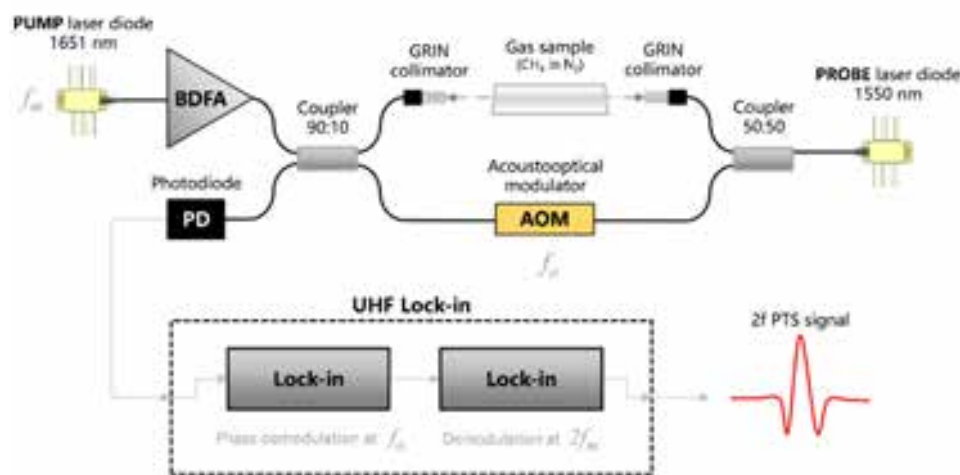 PUMP laser diode
1651 nm
BDFA
Coupler
90:10
GRIN
collimator
Gas sample
(CH₄ in N₂)
GRIN
collimator
PROBE laser diode
1550 nm
Coupler
50:50
Photodiode
PD
Acoustooptical
modulator
AOM
UHF Lock-in
Lock-in
Lock-in
Phase demodulation at
Demodulation at
2f PTS signal